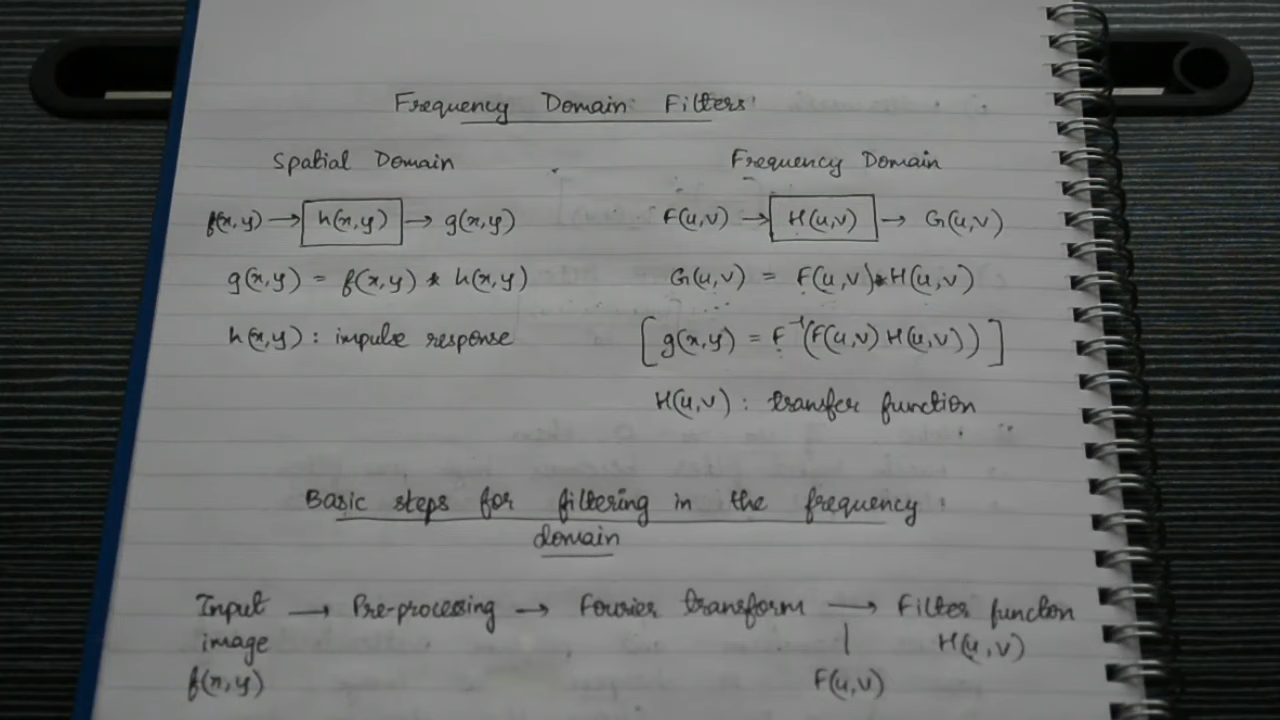 Frequency Domain Filters
Spatial Domain
f(x,y) → h(x,y) → g(x,y)
g(x,y) = f(x,y) * h(x,y)
h(x,y) : impulse response
Frequency Domain
F(u,v) → H(u,v) → G(u,v)
G(u,v) = F(u,v)*H(u,v)
[g(x,y) = F⁻¹(F(u,v) H(u,v))]
H(u,v) : transfer function
Basic steps for filtering in the frequency
domain
Input → Pre-processing → Fourier transform → Filter function
image | H(u,v)
f(x,y) F(u,v)